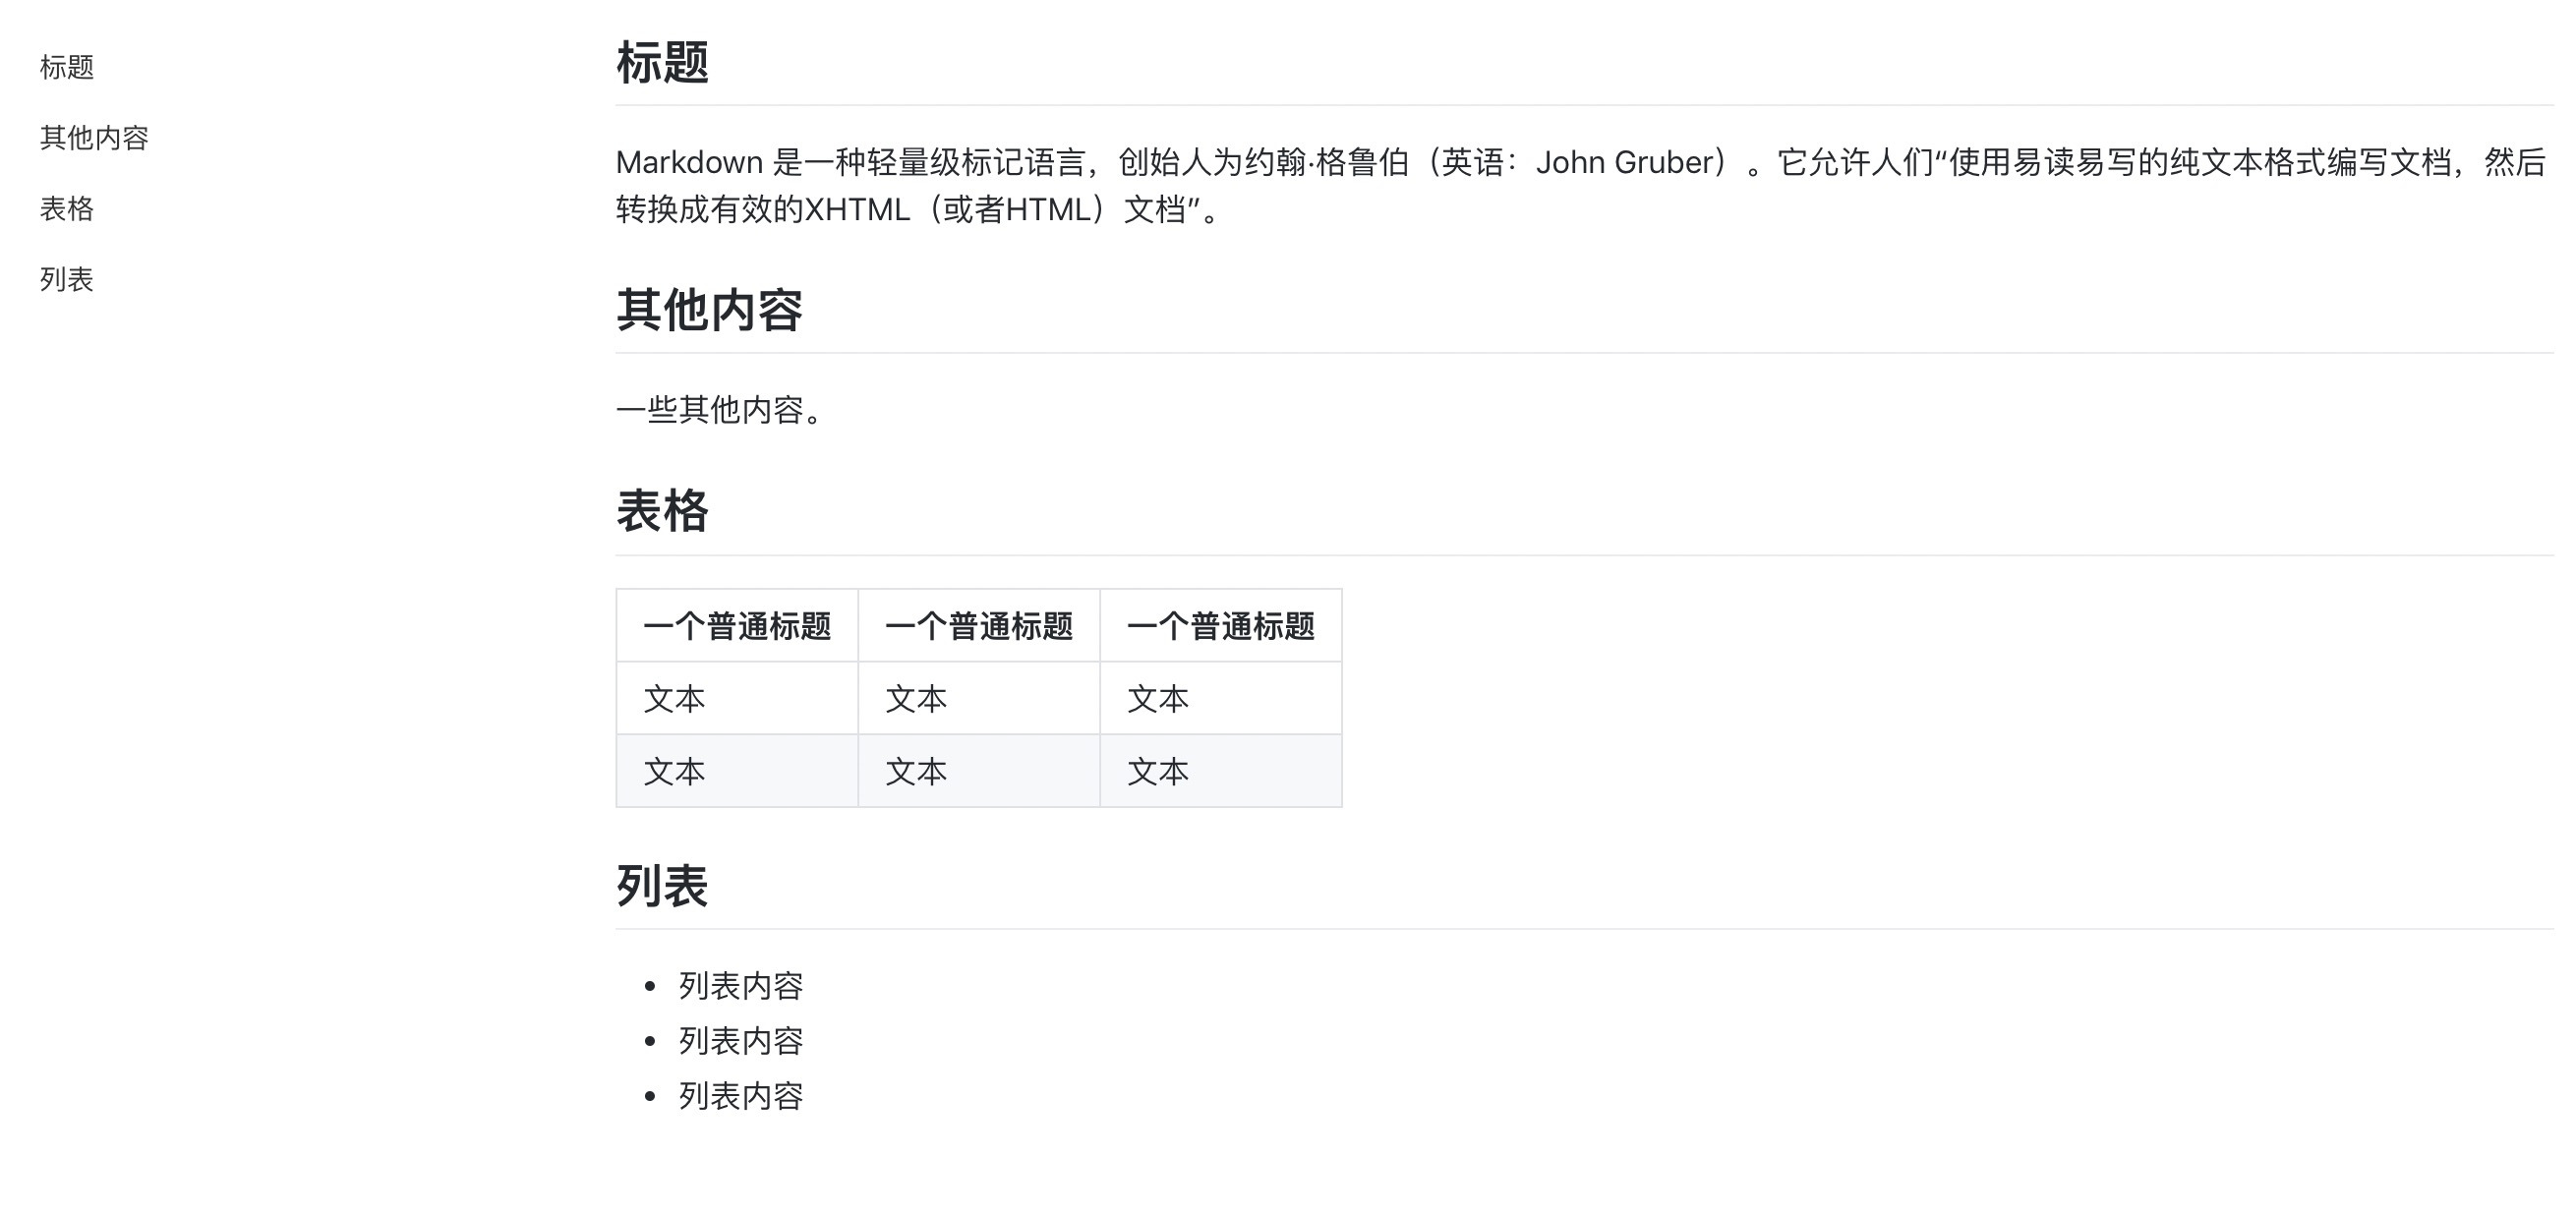 标题
其他内容
表格
列表
标题
Markdown 是一种轻量级标记语言，创始人为约翰·格鲁伯（英语：John Gruber）。它允许人们“使用易读易写的纯文本格式编写文档，然后
转换成有效的XHTML（或者HTML）文档”。
其他内容
一些其他内容。
表格
一个普通标题 一个普通标题 一个普通标题
文本 文本 文本
文本 文本 文本
列表
• 列表内容
• 列表内容
• 列表内容